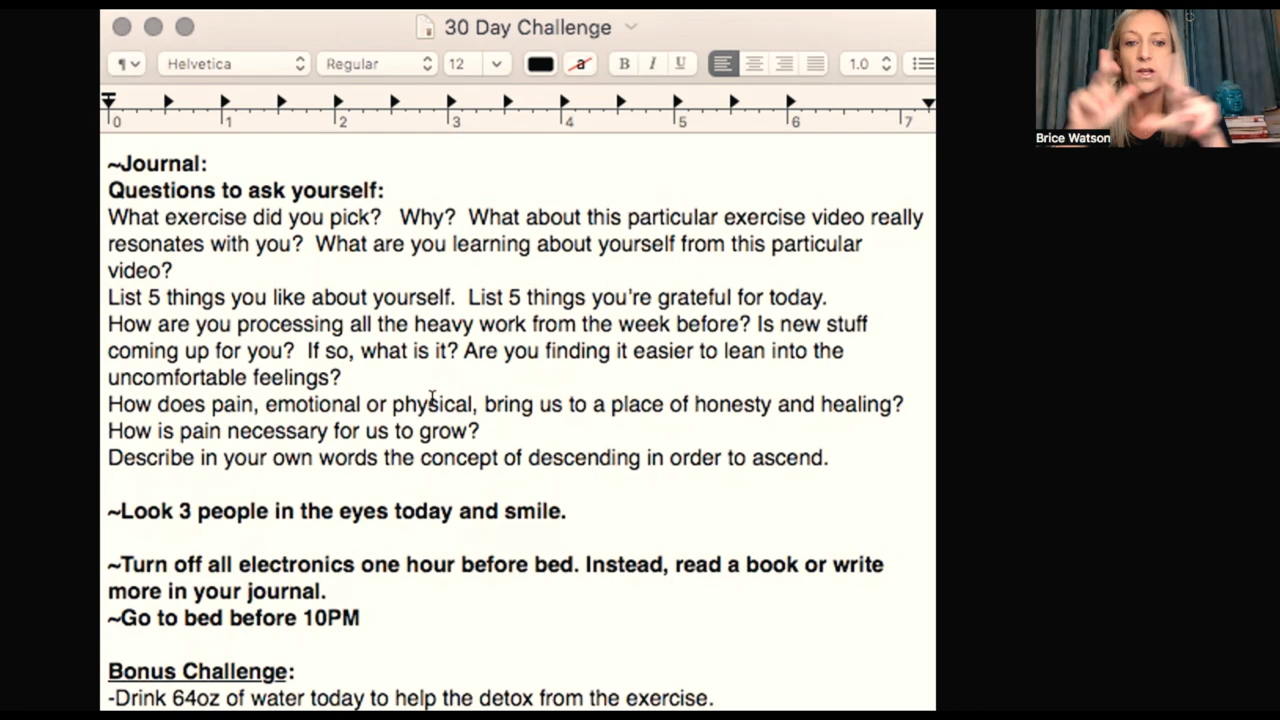 30 Day Challenge
¶ Helvetica Regular 12 a B I U 1.0
0 1 2 3 4 5 6 7
Brice Watson
~Journal:
Questions to ask yourself:
What exercise did you pick?   Why?  What about this particular exercise video really
resonates with you?  What are you learning about yourself from this particular
video?
List 5 things you like about yourself.  List 5 things you’re grateful for today.
How are you processing all the heavy work from the week before? Is new stuff
coming up for you?  If so, what is it? Are you finding it easier to lean into the
uncomfortable feelings?
How does pain, emotional or physical, bring us to a place of honesty and healing?
How is pain necessary for us to grow?
Describe in your own words the concept of descending in order to ascend.
~Look 3 people in the eyes today and smile.
~Turn off all electronics one hour before bed. Instead, read a book or write
more in your journal.
~Go to bed before 10PM
Bonus Challenge:
-Drink 64oz of water today to help the detox from the exercise.